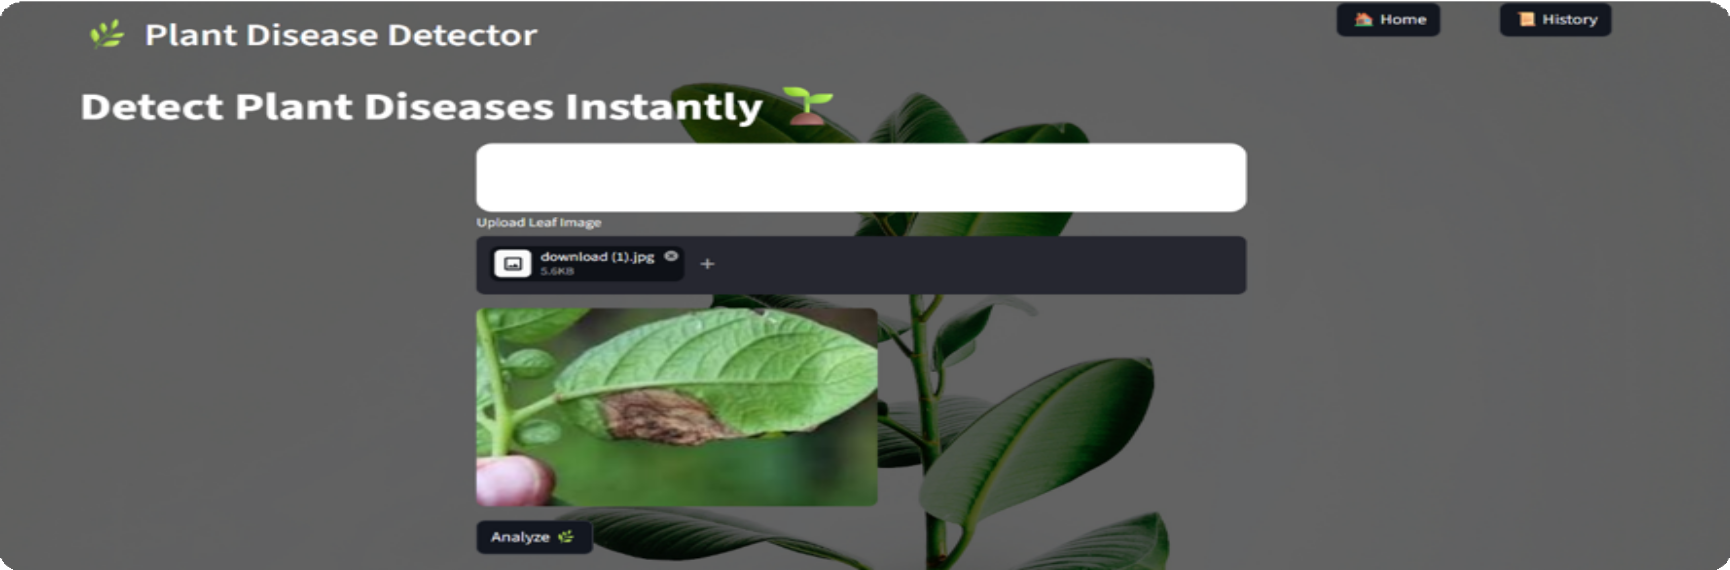 Plant Disease Detector
Home
History
Detect Plant Diseases Instantly
Upload Leaf Image
download (1).jpg
5.6KB
Analyze